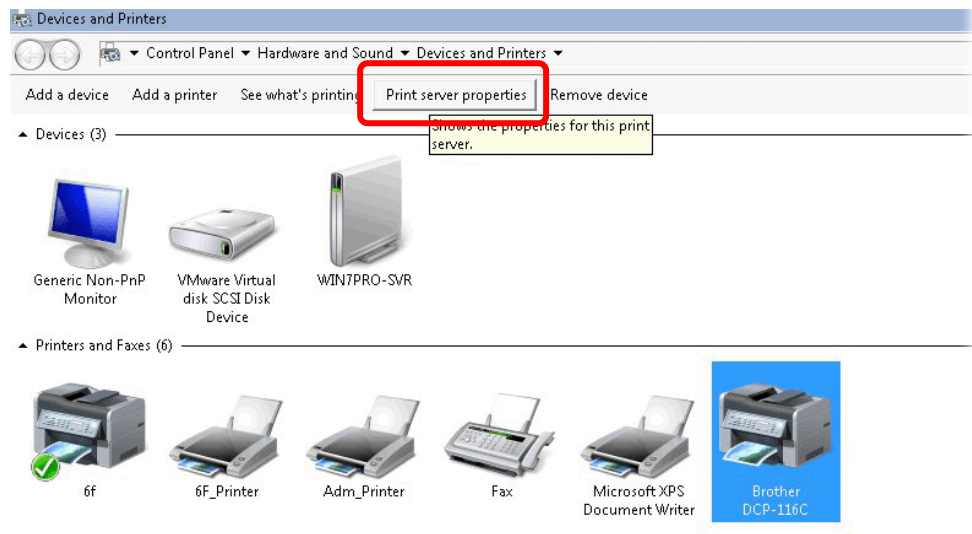 Devices and Printers
Control Panel Hardware and Sound Devices and Printers
Add a device Add a printer See what's printing Print server properties Remove device
Shows the properties for this print
server.
Devices (3)
Generic Non-PnP
Monitor
VMware Virtual
disk SCSI Disk
Device
WIN7PRO-SVR
Printers and Faxes (6)
6f
6F_Printer
Adm_Printer
Fax
Microsoft XPS
Document Writer
Brother
DCP-116C